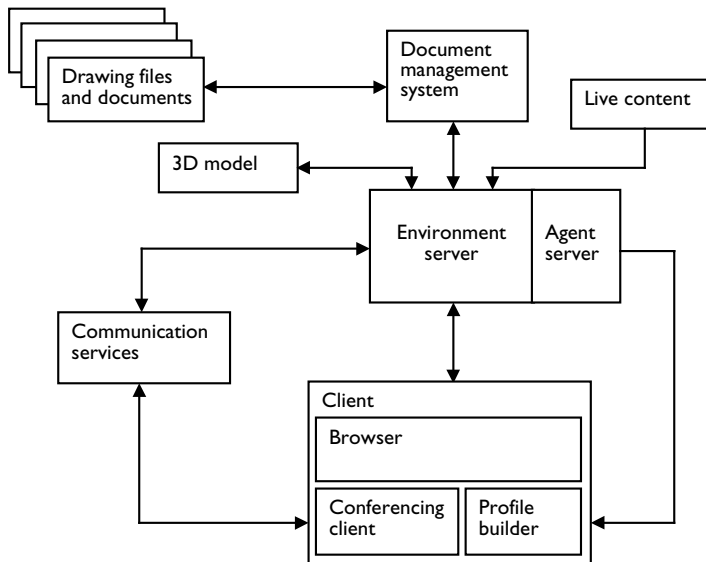 Drawing files
and documents
Document
management
system
Live content
3D model
Environment
server
Agent
server
Communication
services
Client
Browser
Conferencing
client
Profile
builder